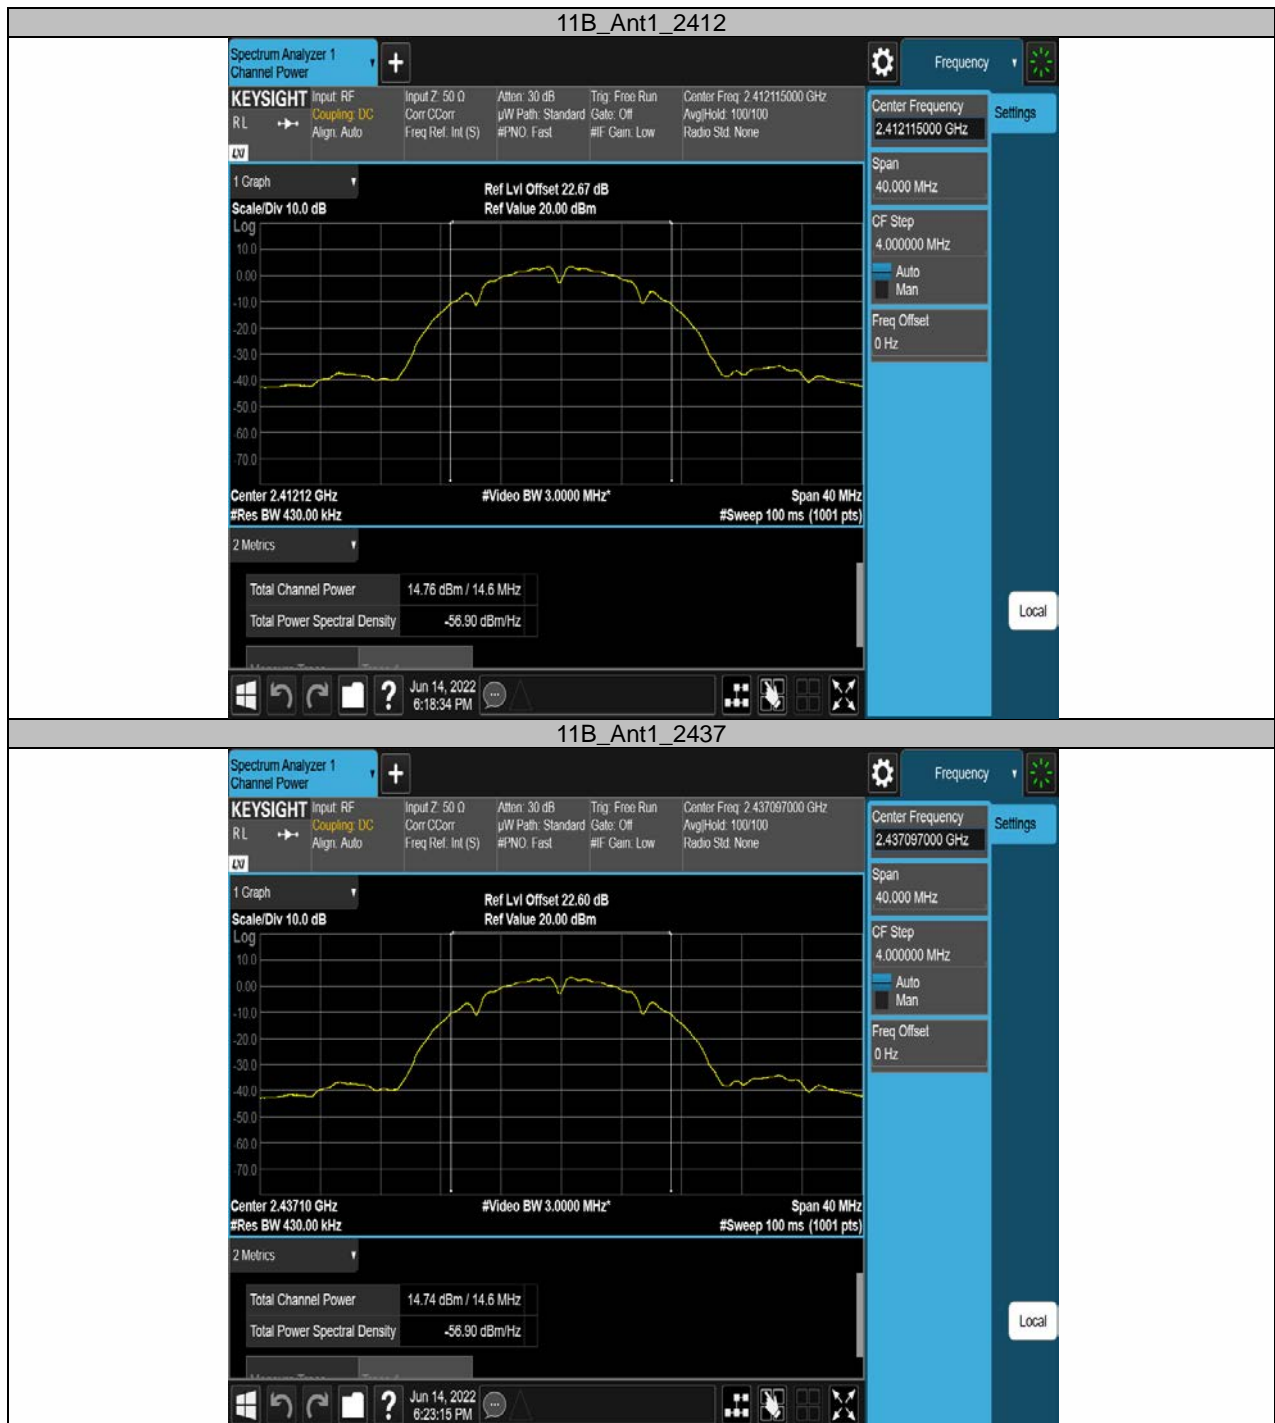 11B_Ant1_2412
Spectrum Analyzer 1
Channel Power
+
Frequency
KEYSIGHT
RL
LXI
Input: RF
Coupling: DC
Align: Auto
Input Z: 50 Ω
Corr CCorr
Freq Ref: Int (S)
Atten: 30 dB
µW Path: Standard
#PNO: Fast
Trig: Free Run
Gate: Off
#IF Gain: Low
Center Freq: 2.412115000 GHz
Avg|Hold: 100/100
Radio Std: None
Center Frequency
2.412115000 GHz
Settings
Span
40.000 MHz
CF Step
4.000000 MHz
Auto
Man
Freq Offset
0 Hz
1 Graph
Scale/Div 10.0 dB
Ref Lvl Offset 22.67 dB
Ref Value 20.00 dBm
Log
10.0
0.00
-10.0
-20.0
-30.0
-40.0
-50.0
-60.0
-70.0
Center 2.41212 GHz
#Video BW 3.0000 MHz*
Span 40 MHz
#Res BW 430.00 kHz
#Sweep 100 ms (1001 pts)
2 Metrics
Total Channel Power 14.76 dBm / 14.6 MHz
Total Power Spectral Density -56.90 dBm/Hz
Local
?
Jun 14, 2022
6:18:34 PM
11B_Ant1_2437
Spectrum Analyzer 1
Channel Power
+
Frequency
KEYSIGHT
RL
LXI
Input: RF
Coupling: DC
Align: Auto
Input Z: 50 Ω
Corr CCorr
Freq Ref: Int (S)
Atten: 30 dB
µW Path: Standard
#PNO: Fast
Trig: Free Run
Gate: Off
#IF Gain: Low
Center Freq: 2.437097000 GHz
Avg|Hold: 100/100
Radio Std: None
Center Frequency
2.437097000 GHz
Settings
Span
40.000 MHz
CF Step
4.000000 MHz
Auto
Man
Freq Offset
0 Hz
1 Graph
Scale/Div 10.0 dB
Ref Lvl Offset 22.60 dB
Ref Value 20.00 dBm
Log
10.0
0.00
-10.0
-20.0
-30.0
-40.0
-50.0
-60.0
-70.0
Center 2.43710 GHz
#Video BW 3.0000 MHz*
Span 40 MHz
#Res BW 430.00 kHz
#Sweep 100 ms (1001 pts)
2 Metrics
Total Channel Power 14.74 dBm / 14.6 MHz
Total Power Spectral Density -56.90 dBm/Hz
Local
?
Jun 14, 2022
6:23:15 PM